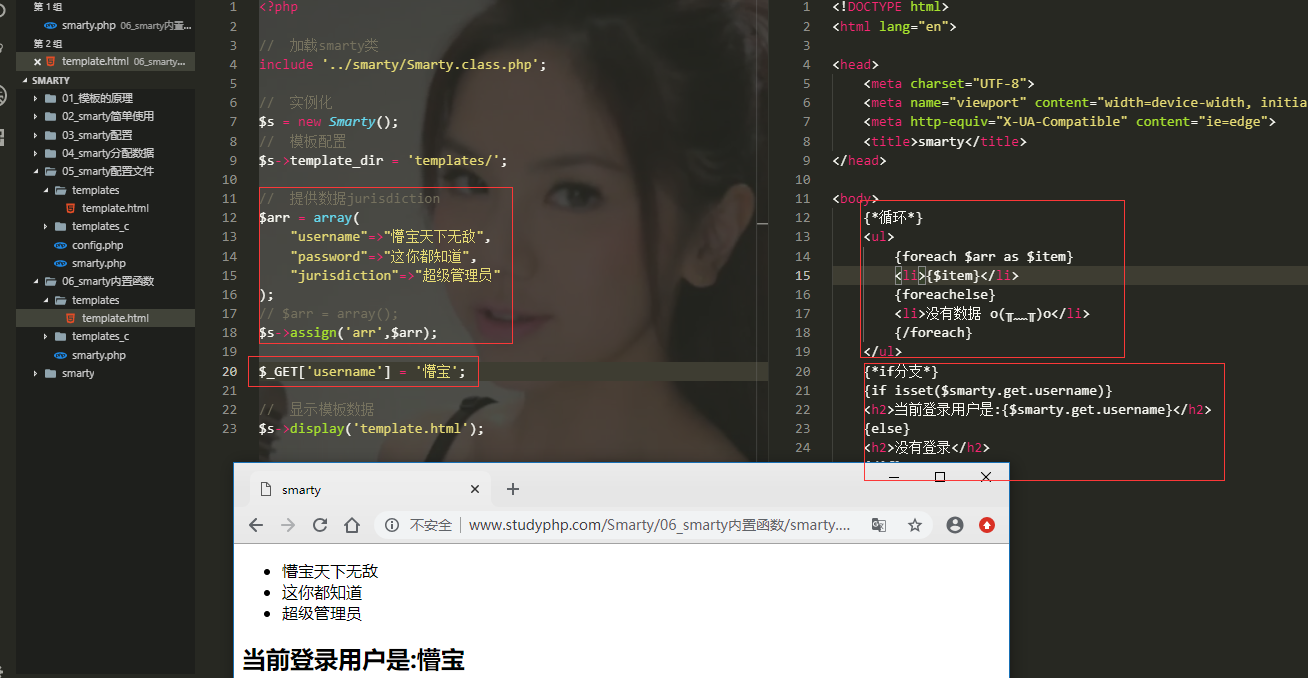 第 1 组
smarty.php 06_smarty内置...
第 2 组
template.html 06_smarty...
SMARTY
01_模板的原理
02_smarty简单使用
03_smarty配置
04_smarty分配数据
05_smarty配置文件
templates
template.html
templates_c
config.php
smarty.php
06_smarty内置函数
templates
template.html
templates_c
smarty.php
smarty
1 <?php
2
3 // 加载smarty类
4 include '../smarty/Smarty.class.php';
5
6 // 实例化
7 $s = new Smarty();
8 // 模板配置
9 $s->template_dir = 'templates/';
10
11 // 提供数据jurisdiction
12 $arr = array(
13 "username"=>"懵宝天下无敌",
14 "password"=>"这你都知道",
15 "jurisdiction"=>"超级管理员"
16 );
17 // $arr = array();
18 $s->assign('arr',$arr);
19
20 $_GET['username'] = '懵宝';
21
22 // 显示模板数据
23 $s->display('template.html');
1 <!DOCTYPE html>
2 <html lang="en">
3
4 <head>
5 <meta charset="UTF-8">
6 <meta name="viewport" content="width=device-width, initia
7 <meta http-equiv="X-UA-Compatible" content="ie=edge">
8 <title>smarty</title>
9 </head>
10
11 <body>
12 {*循环*}
13 <ul>
14 {foreach $arr as $item}
15 <li>{$item}</li>
16 {foreachelse}
17 <li>没有数据 o(╥﹏╥)o</li>
18 {/foreach}
19 </ul>
20 {*if分支*}
21 {if isset($smarty.get.username)}
22 <h2>当前登录用户是:{$smarty.get.username}</h2>
23 {else}
24 <h2>没有登录</h2>
smarty
不安全 www.studyphp.com/Smarty/06_smarty内置函数/smarty....
懵宝天下无敌
这你都知道
超级管理员
当前登录用户是:懵宝